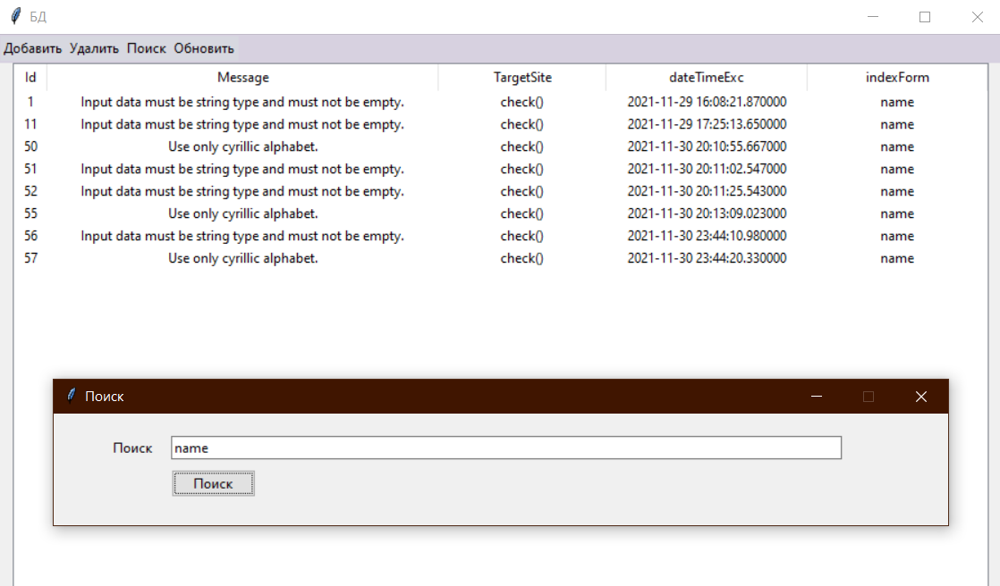 БД
Добавить Удалить Поиск Обновить
Id Message TargetSite dateTimeExc indexForm
1 Input data must be string type and must not be empty. check() 2021-11-29 16:08:21.870000 name
11 Input data must be string type and must not be empty. check() 2021-11-29 17:25:13.650000 name
50 Use only cyrillic alphabet. check() 2021-11-30 20:10:55.667000 name
51 Input data must be string type and must not be empty. check() 2021-11-30 20:11:02.547000 name
52 Input data must be string type and must not be empty. check() 2021-11-30 20:11:25.543000 name
55 Use only cyrillic alphabet. check() 2021-11-30 20:13:09.023000 name
56 Input data must be string type and must not be empty. check() 2021-11-30 23:44:10.980000 name
57 Use only cyrillic alphabet. check() 2021-11-30 23:44:20.330000 name
Поиск
Поиск name
Поиск